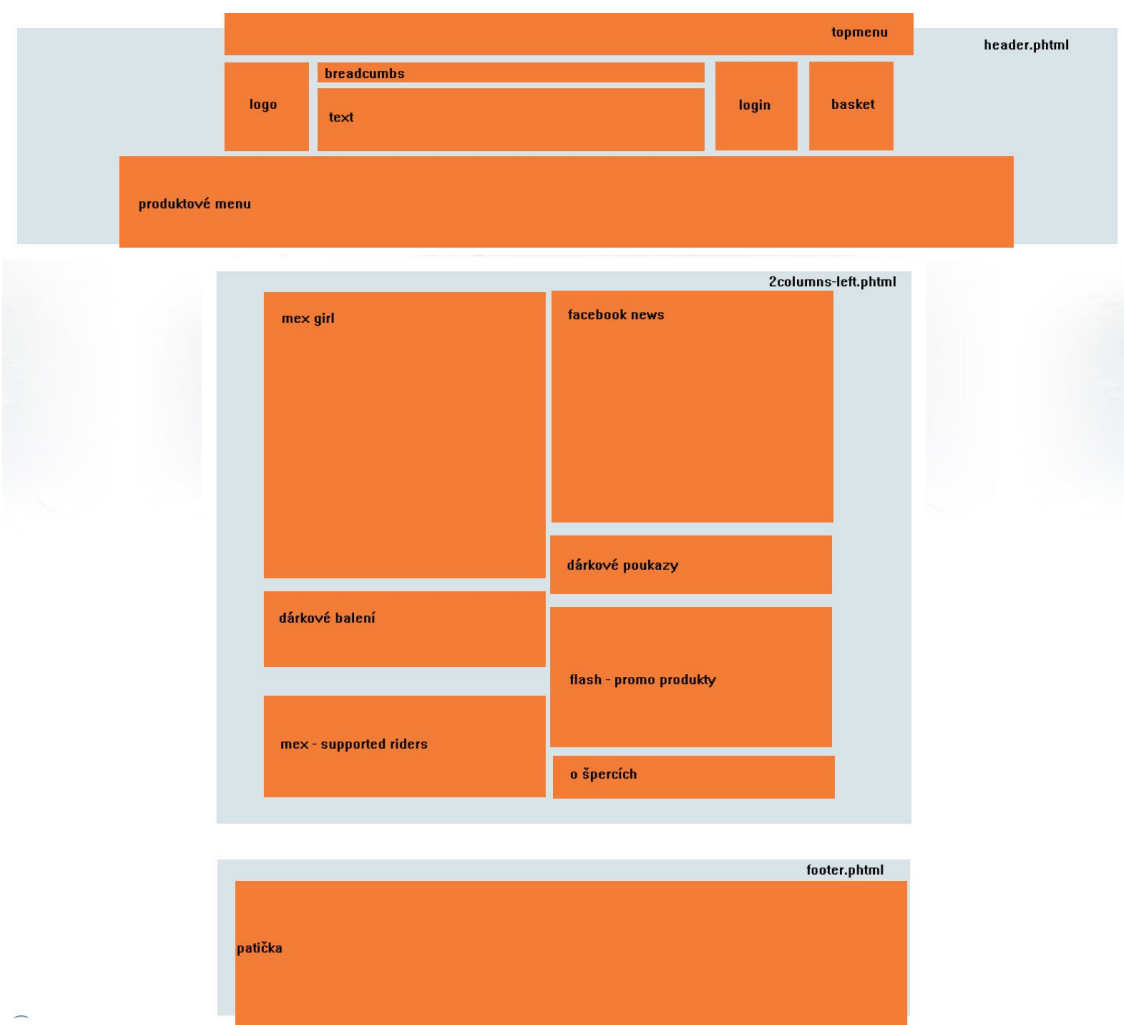 topmenu
header.phtml
breadcumbs
logo
text
login
basket
produktové menu
2columns-left.phtml
mex girl
facebook news
dárkové poukazy
dárkové balení
flash - promo produkty
mex - supported riders
o špercích
footer.phtml
patička